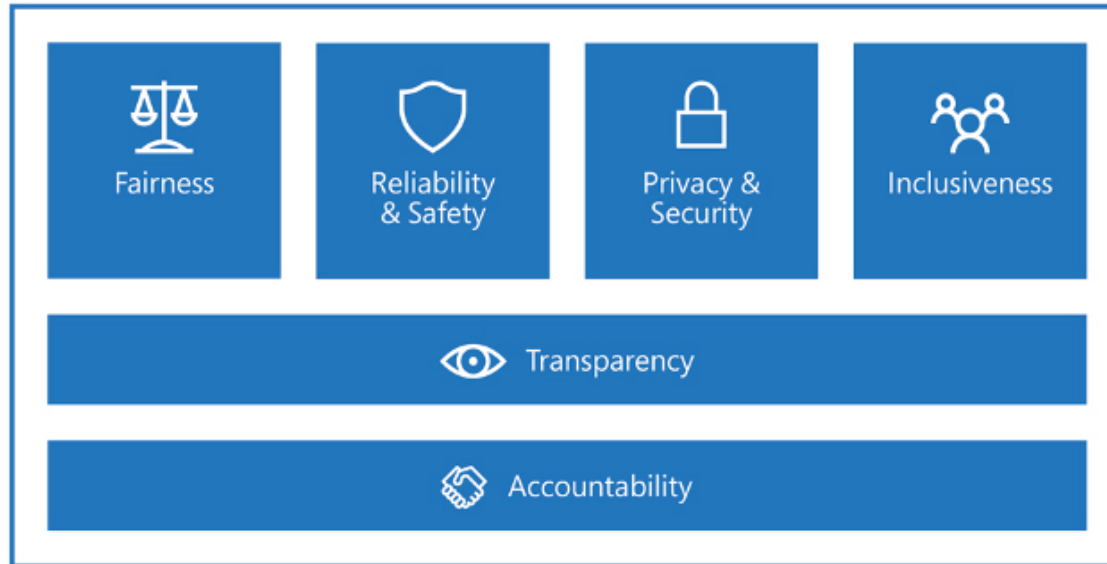 Fairness
Reliability
& Safety
Privacy &
Security
Inclusiveness
Transparency
Accountability